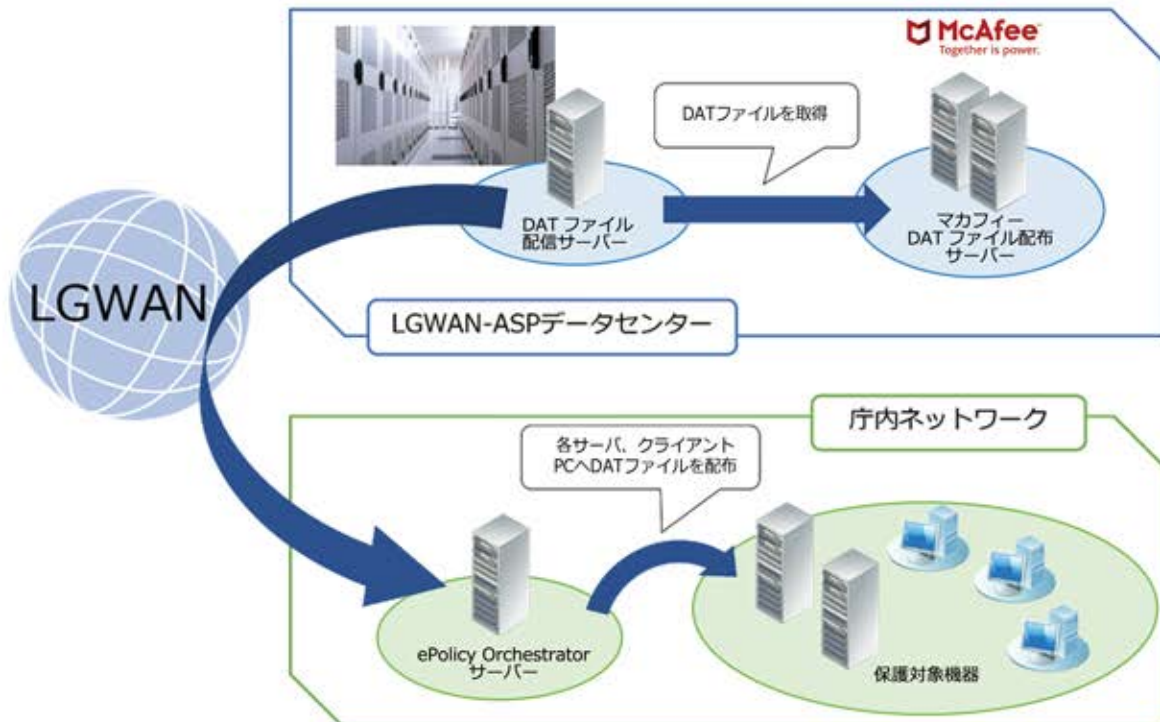 McAfee
Together is power.
DATファイルを取得
DAT ファイル
配信サーバー
マカフィー
DAT ファイル配布
サーバー
LGWAN
LGWAN-ASPデータセンター
庁内ネットワーク
各サーバ、クライアント
PCへDATファイルを配布
ePolicy Orchestrator
サーバー
保護対象機器